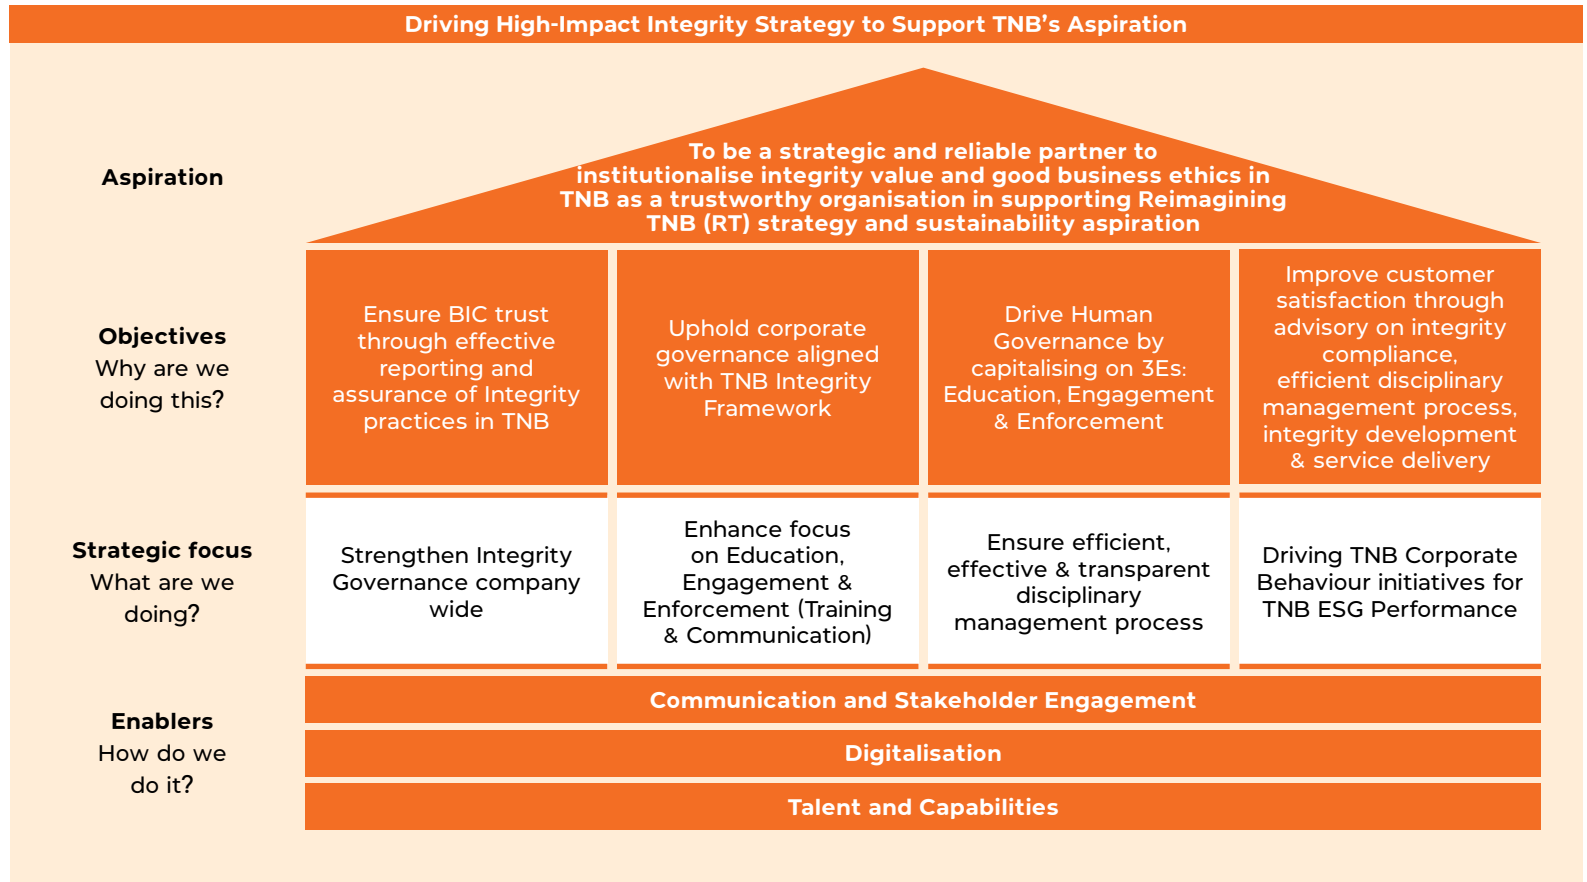 Driving High-Impact Integrity Strategy to Support TNB's Aspiration
Aspiration
To be a strategic and reliable partner to
institutionalise integrity value and good business ethics in
TNB as a trustworthy organisation in supporting Reimagining
TNB (RT) strategy and sustainability aspiration
Objectives
Why are we
doing this?
Ensure BIC trust
through effective
reporting and
assurance of Integrity
practices in TNB
Uphold corporate
governance aligned
with TNB Integrity
Framework
Drive Human
Governance by
capitalising on 3Es:
Education, Engagement
& Enforcement
Improve customer
satisfaction through
advisory on integrity
compliance,
efficient disciplinary
management process,
integrity development
& service delivery
Strategic focus
What are we
doing?
Strengthen Integrity
Governance company
wide
Enhance focus
on Education,
Engagement &
Enforcement (Training
& Communication)
Ensure efficient,
effective & transparent
disciplinary
management process
Driving TNB Corporate
Behaviour initiatives for
TNB ESG Performance
Enablers
How do we
do it?
Communication and Stakeholder Engagement
Digitalisation
Talent and Capabilities